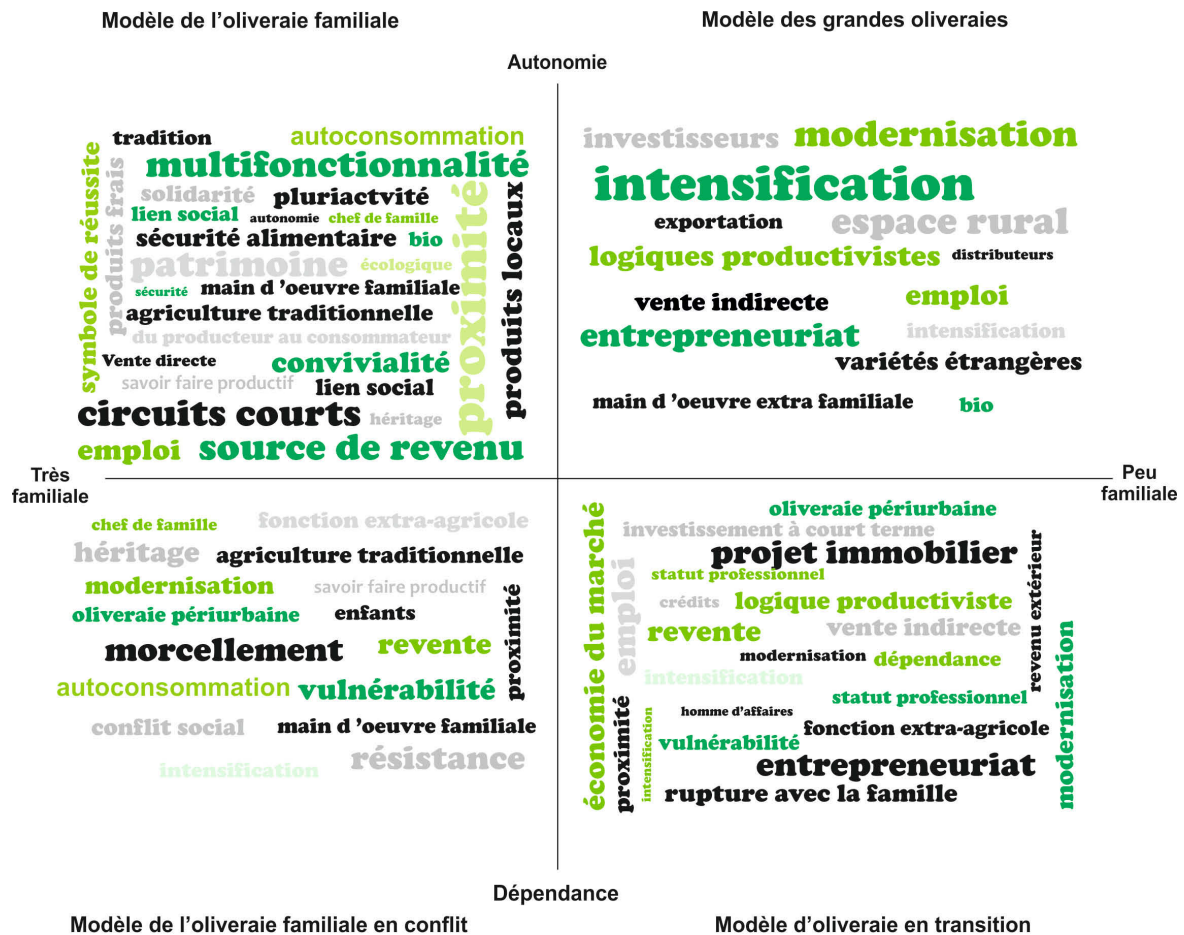 Modèle de l'oliveraie familiale
Modèle des grandes oliveraies
Autonomie
tradition
autoconsommation
multifonctionnalité
symbole de réussite
produits frais
solidarité
pluriactvité
proximité
produits locaux
lien social
autonomie
chef de famille
sécurité alimentaire
bio
patrimoine
écologique
sécurité
main d 'oeuvre familiale
agriculture traditionnelle
du producteur au consommateur
Vente directe
convivialité
savoir faire productif
lien social
circuits courts
héritage
emploi
source de revenu
investisseurs
modernisation
intensification
exportation
espace rural
logiques productivistes
distributeurs
vente indirecte
emploi
entrepreneuriat
intensification
variétés étrangères
main d 'oeuvre extra familiale
bio
Très
familiale
Peu
familiale
chef de famille
fonction extra-agricole
héritage
agriculture traditionnelle
modernisation
savoir faire productif
oliveraie périurbaine
enfants
proximité
morcellement
revente
autoconsommation
vulnérabilité
conflit social
main d 'oeuvre familiale
résistance
intensification
économie du marché
oliveraie périurbaine
investissement à court terme
projet immobilier
emploi
statut professionnel
revenu extérieur
crédits
logique productiviste
revente
vente indirecte
modernisation
dépendance
intensification
modernisation
statut professionnel
proximité
intensification
homme d'affaires
fonction extra-agricole
vulnérabilité
entrepreneuriat
rupture avec la famille
Dépendance
Modèle de l'oliveraie familiale en conflit
Modèle d'oliveraie en transition